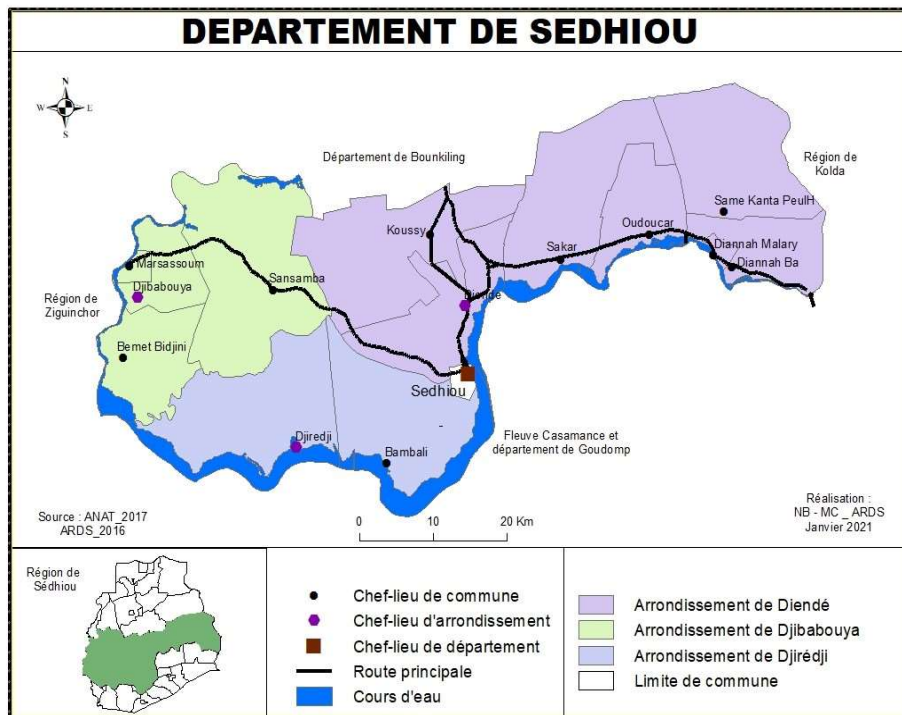 DEPARTEMENT DE SEDHIOU
N
W
E
S
Département de Bounkiling
Région de
Kolda
Same Kanta PeulH
Koussy
Oudoucar
Sakar
Diannah Malary
Diannah Ba
Marsassoum
Djibabouya
Sansamba
Région de
Ziguinchor
Diendé
Bemet Bidjini
Sedhiou
Djiredji
Bambali
Fleuve Casamance et
département de Goudomp
Source : ANAT_2017
ARDS_2016
0 10 20 Km
Réalisation :
NB - MC _ ARDS
Janvier 2021
Région de
Sédhiou
Chef-lieu de commune
Chef-lieu d'arrondissement
Chef-lieu de département
Route principale
Cours d'eau
Arrondissement de Diendé
Arrondissement de Djibabouya
Arrondissement de Djirédji
Limite de commune